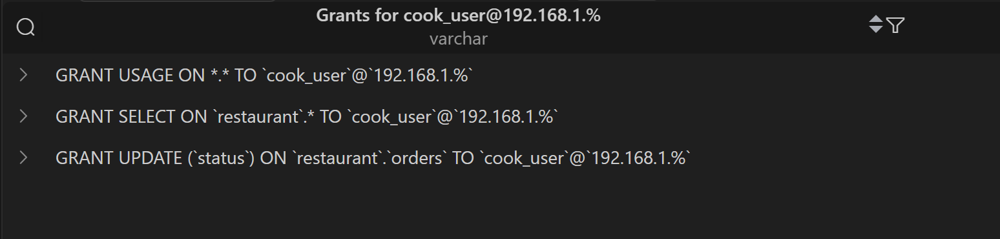 Grants for cook_user@192.168.1.%
varchar
GRANT USAGE ON *.* TO `cook_user`@`192.168.1.%`
GRANT SELECT ON `restaurant`.* TO `cook_user`@`192.168.1.%`
GRANT UPDATE (`status`) ON `restaurant`.`orders` TO `cook_user`@`192.168.1.%`